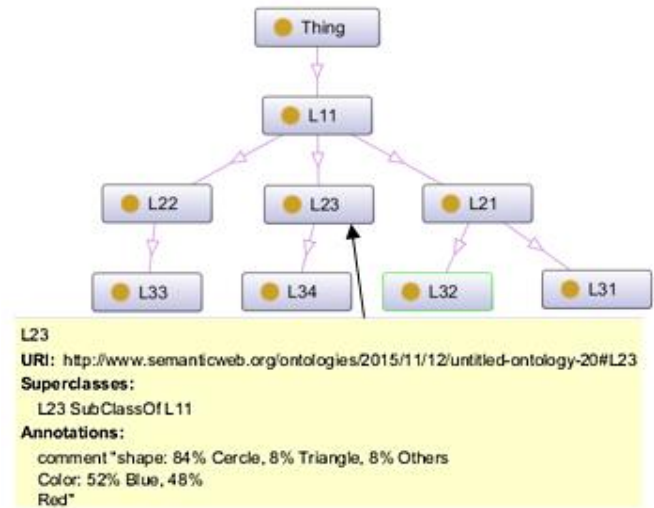 Thing
L11
L22
L23
L21
L33
L34
L32
L31
L23
URI: http://www.semanticweb.org/ontologies/2015/11/12/untitled-ontology-20#L23
Superclasses:
L23 SubClassOf L11
Annotations:
comment "shape: 84% Cercle, 8% Triangle, 8% Others
Color: 52% Blue, 48%
Red"